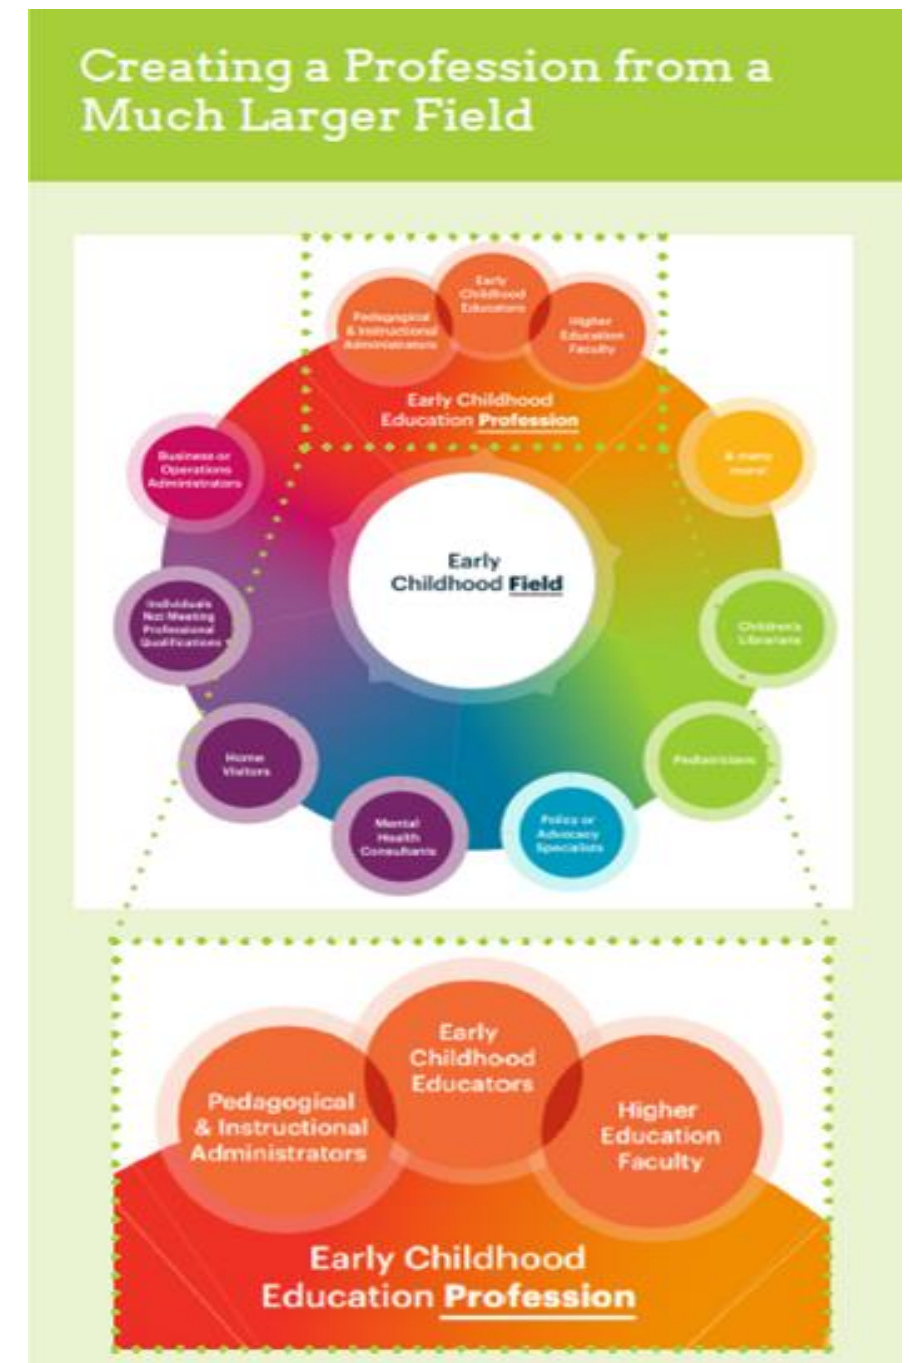 Creating a Profession from a
Much Larger Field
Early
Childhood
Educators
Pedagogical
& Instructional
Administrators
Higher
Education
Faculty
Early Childhood
Education Profession
Business or
Operations
Administrators
& many
more!
Early
Childhood Field
Individuals
Not Meeting
Professional
Qualifications
Children's
Librarians
Home
Visitors
Pediatricians
Mental
Health
Consultants
Policy or
Advocacy
Specialists
Early
Childhood
Educators
Pedagogical
& Instructional
Administrators
Higher
Education
Faculty
Early Childhood
Education Profession